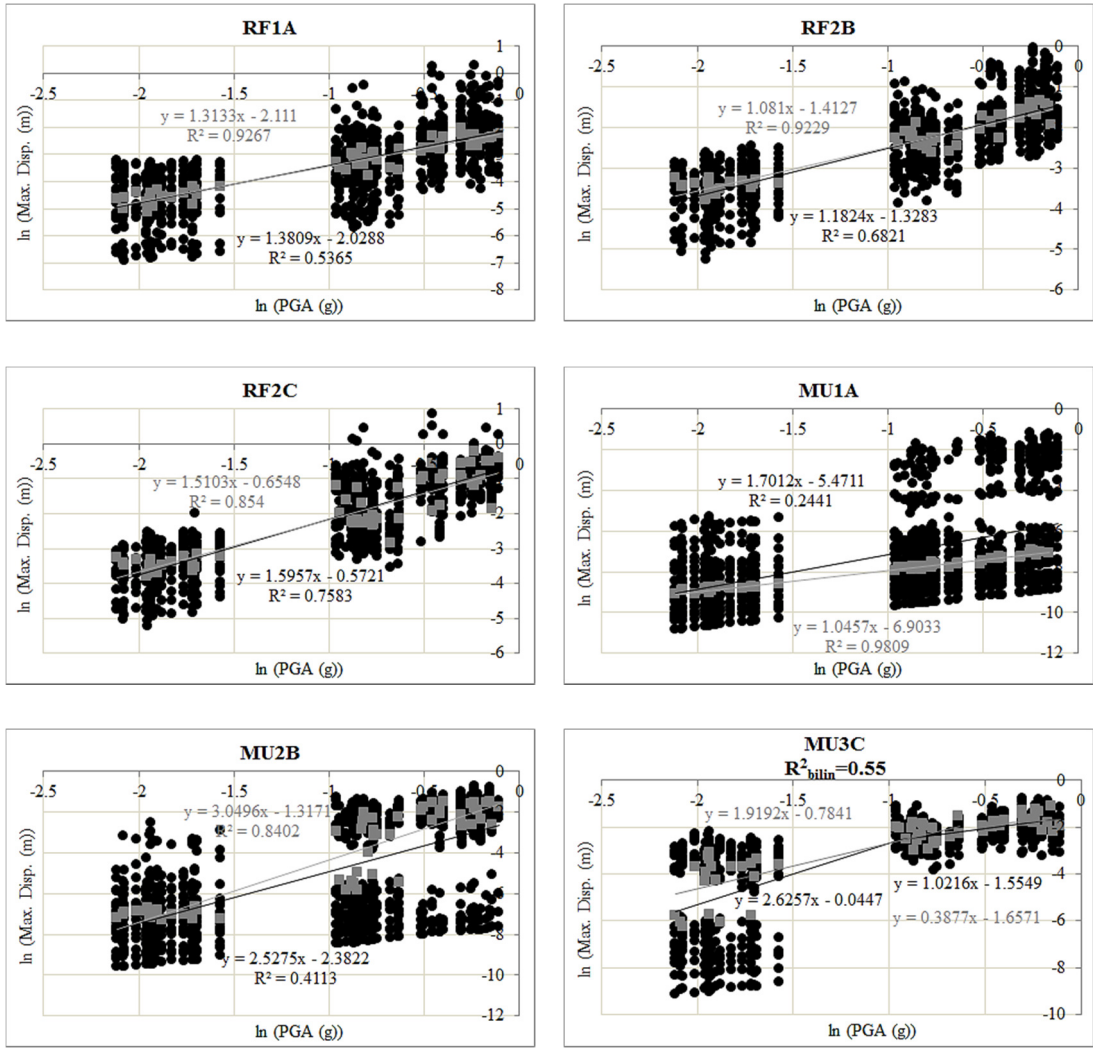 RF1A
1
0
-2.5
-2
-1.5
-1
-0.5
0
-1
-2
-3
-4
-5
-6
-7
-8
y = 1.3133x - 2.111
R² = 0.9267
y = 1.3809x - 2.0288
R² = 0.5365
ln (Max. Disp. (m))
ln (PGA (g))
RF2B
0
-2.5
-2
-1.5
-1
-0.5
0
-1
-2
-3
-4
-5
-6
y = 1.081x - 1.4127
R² = 0.9229
y = 1.1824x - 1.3283
R² = 0.6821
ln (Max. Disp. (m))
ln (PGA (g))
RF2C
1
0
-2.5
-2
-1.5
-1
-0.5
0
-1
-2
-3
-4
-5
-6
y = 1.5103x - 0.6548
R² = 0.854
y = 1.5957x - 0.5721
R² = 0.7583
ln (Max. Disp. (m))
ln (PGA (g))
MU1A
0
-2.5
-2
-1.5
-1
-0.5
0
-2
-4
-6
-8
-10
-12
y = 1.7012x - 5.4711
R² = 0.2441
y = 1.0457x - 6.9033
R² = 0.9809
ln (Max. Disp. (m))
ln (PGA (g))
MU2B
0
-2.5
-2
-1.5
-1
-0.5
0
-2
-4
-6
-8
-10
-12
y = 3.0496x - 1.3171
R² = 0.8402
y = 2.5275x - 2.3822
R² = 0.4113
ln (Max. Disp. (m))
ln (PGA (g))
MU3C
R²bilin=0.55
0
-2.5
-2
-1.5
-1
-0.5
0
-2
-4
-6
-8
-10
y = 1.9192x - 0.7841
y = 2.6257x - 0.0447
y = 1.0216x - 1.5549
y = 0.3877x - 1.6571
ln (Max. Disp. (m))
ln (PGA (g))